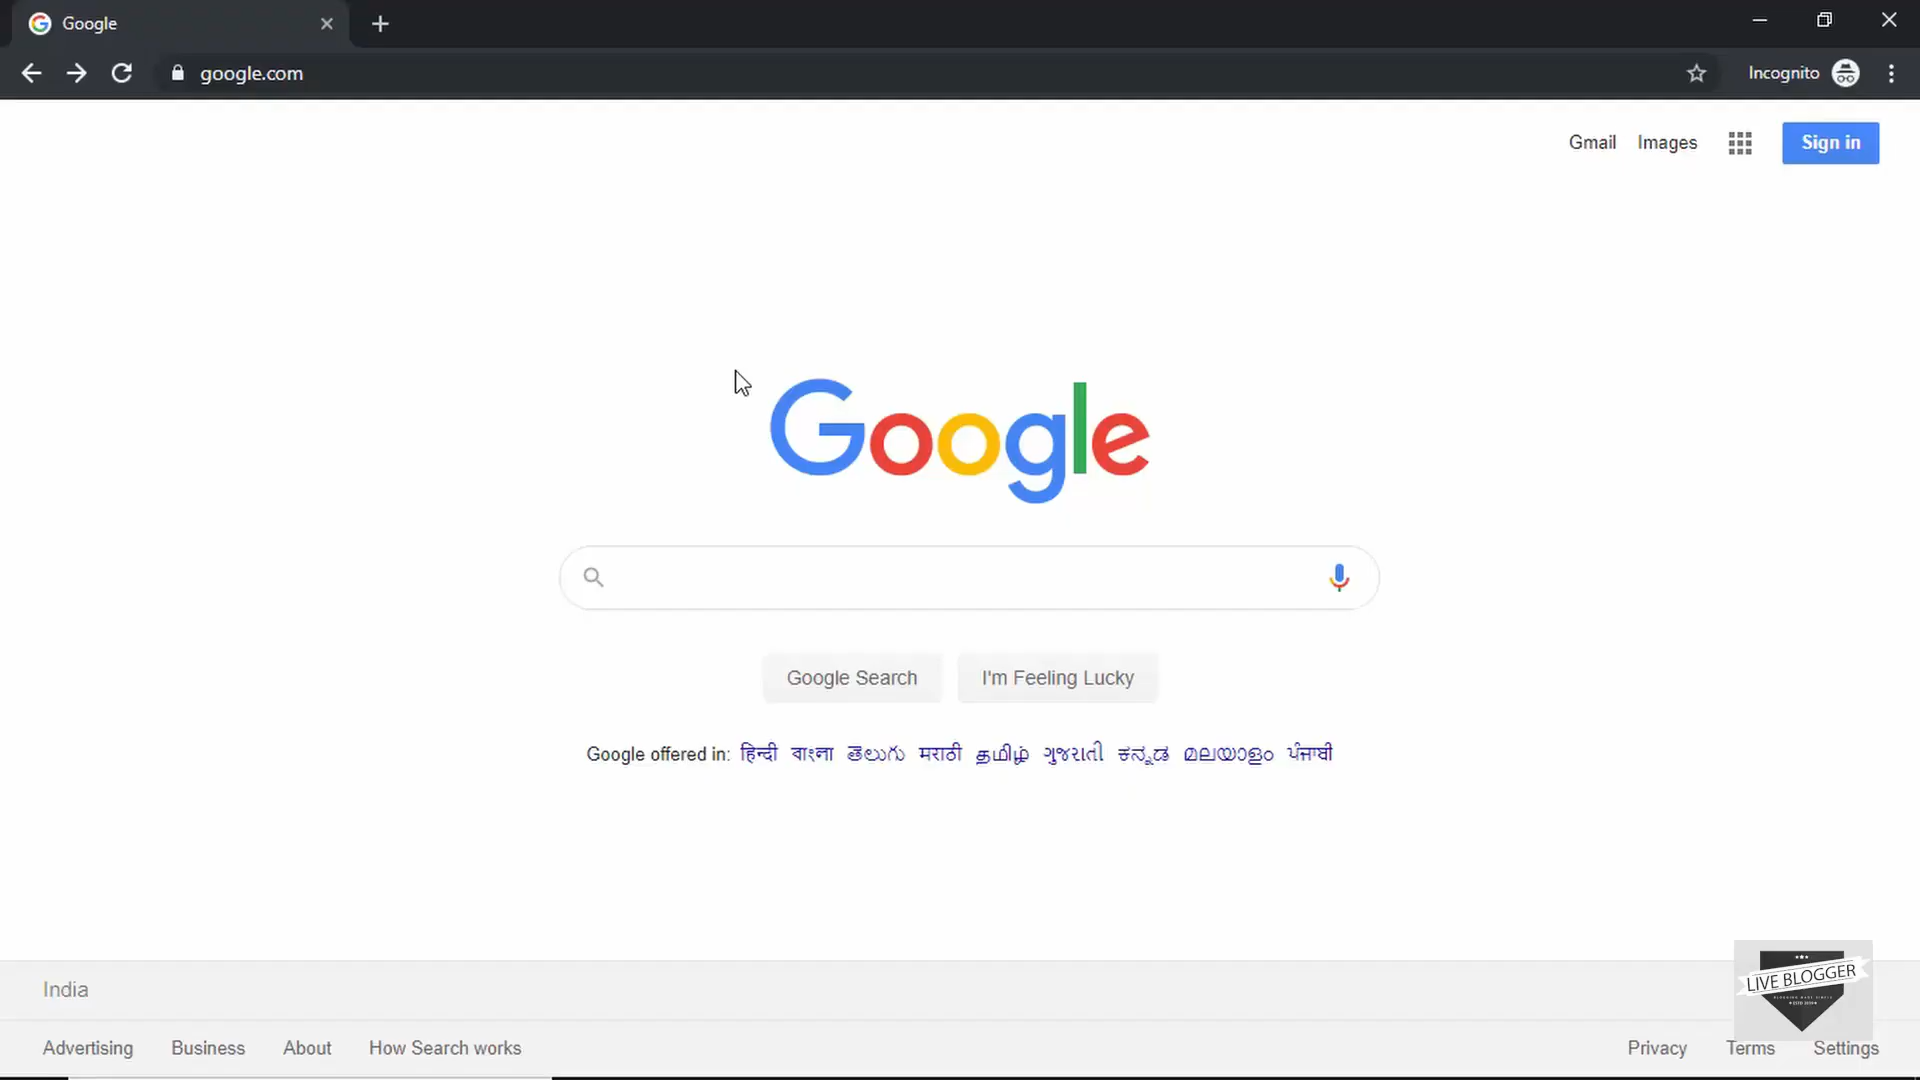 Google
google.com
Incognito
Gmail Images
Sign in
Google
Google Search
I'm Feeling Lucky
Google offered in: हिन्दी বাংলা తెలుగు मराठी தமிழ் ગુજરાતી ಕನ್ನಡ മലയാളം ਪੰਜਾਬੀ
India
LIVE BLOGGER
Advertising Business About How Search works
Privacy Terms Settings